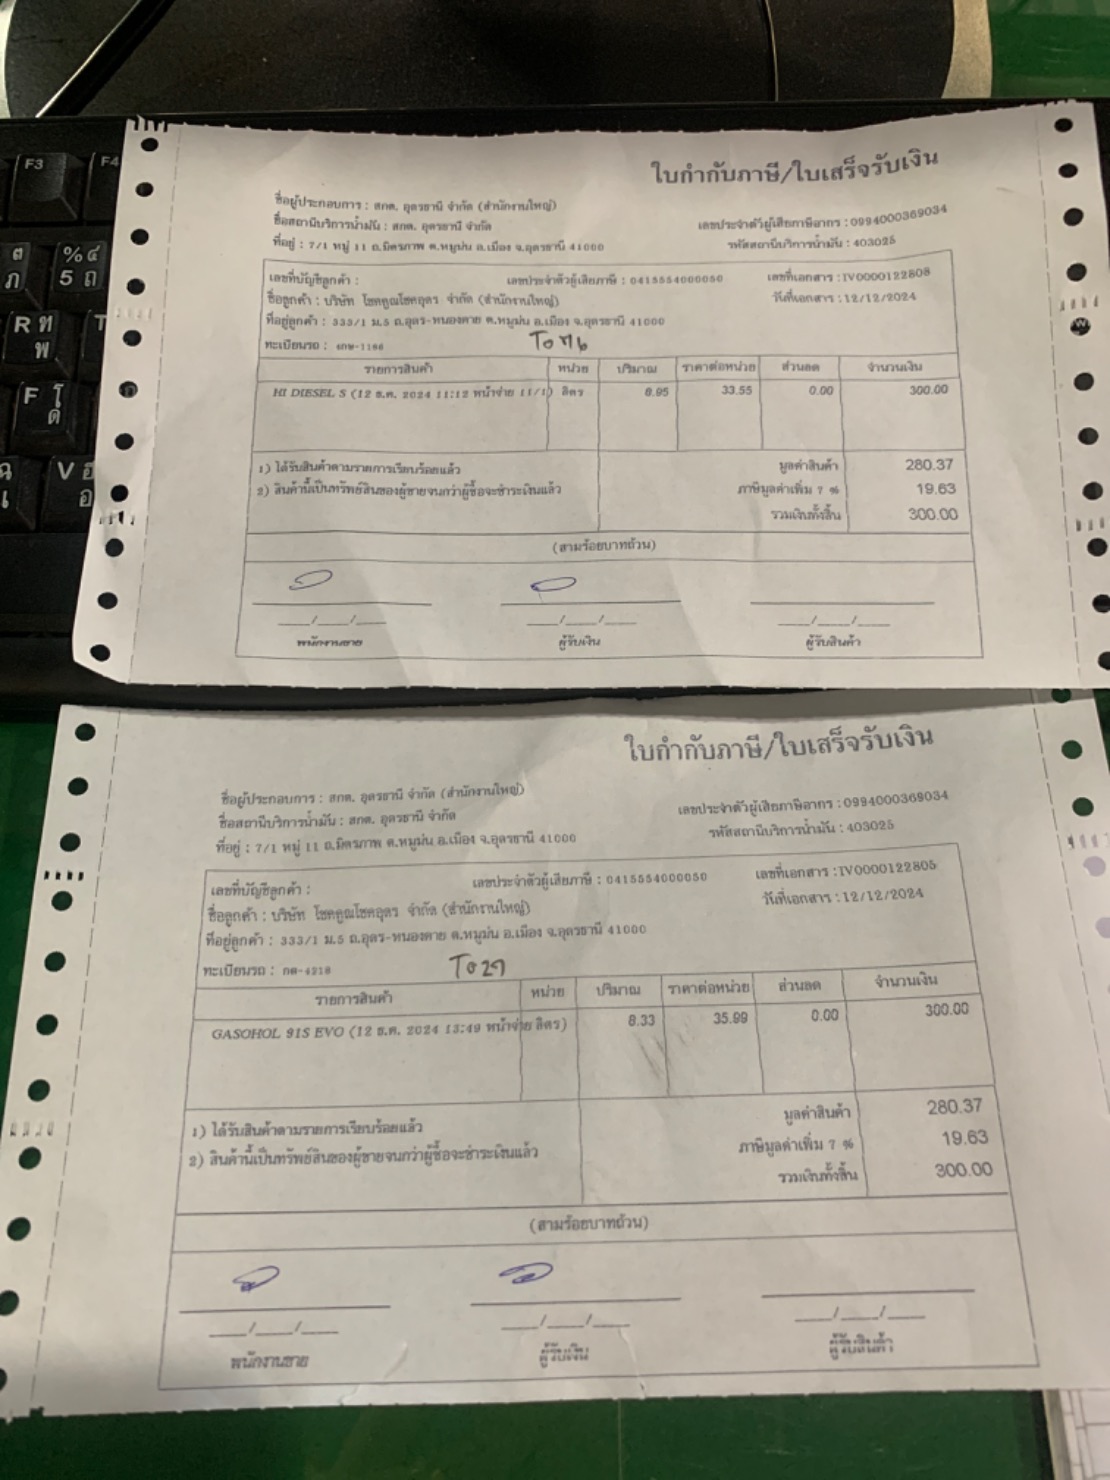 F3
F4
ใบกำกับภาษี/ใบเสร็จรับเงิน
ชื่อผู้ประกอบการ : สกต. อุดรธานี จำกัด (สำนักงานใหญ่)
ชื่อสถานีบริการน้ำมัน : สกต. อุดรธานี จำกัด
เลขประจำตัวผู้เสียภาษีอากร : 0994000369034
ที่อยู่ : 7/1 หมู่ 11 ถ.มิตรภาพ ต.หมูม่น อ.เมือง จ.อุดรธานี 41000
รหัสสถานีบริการน้ำมัน : 403025
เลขที่บัญชีลูกค้า : เลขประจำตัวผู้เสียภาษี : 0415554000050 เลขที่เอกสาร : IV0000122808
ชื่อลูกค้า : บริษัท โชคคูณโชคอุดร จำกัด (สำนักงานใหญ่) วันที่เอกสาร : 12/12/2024
ที่อยู่ลูกค้า : 333/1 ม.5 ถ.อุดร-หนองคาย ต.หมูม่น อ.เมือง จ.อุดรธานี 41000
ทะเบียนรถ :
รายการสินค้า หน่วย ปริมาณ ราคาต่อหน่วย ส่วนลด จำนวนเงิน
HI DIESEL S (12 ธ.ค. 2024 11:12 หน้าจ่าย 11/1) ลิตร 8.95 33.55 0.00 300.00
1) ได้รับสินค้าตามรายการเรียบร้อยแล้ว มูลค่าสินค้า 280.37
2) สินค้านี้เป็นทรัพย์สินของผู้ขายจนกว่าผู้ซื้อจะชำระเงินแล้ว ภาษีมูลค่าเพิ่ม 7 % 19.63
รวมเงินทั้งสิ้น 300.00
(สามร้อยบาทถ้วน)
พนักงานขาย ผู้รับเงิน ผู้รับสินค้า
ใบกำกับภาษี/ใบเสร็จรับเงิน
ชื่อผู้ประกอบการ : สกต. อุดรธานี จำกัด (สำนักงานใหญ่)
เลขประจำตัวผู้เสียภาษีอากร : 0994000369034
ชื่อสถานีบริการน้ำมัน : สกต. อุดรธานี จำกัด
รหัสสถานีบริการน้ำมัน : 403025
ที่อยู่ : 7/1 หมู่ 11 ถ.มิตรภาพ ต.หมูม่น อ.เมือง จ.อุดรธานี 41000
เลขที่บัญชีลูกค้า : เลขประจำตัวผู้เสียภาษี : 0415554000050 เลขที่เอกสาร : IV0000122805
ชื่อลูกค้า : บริษัท โชคคูณโชคอุดร จำกัด (สำนักงานใหญ่) วันที่เอกสาร : 12/12/2024
ที่อยู่ลูกค้า : 333/1 ม.5 ถ.อุดร-หนองคาย ต.หมูม่น อ.เมือง จ.อุดรธานี 41000
ทะเบียนรถ :
รายการสินค้า หน่วย ปริมาณ ราคาต่อหน่วย ส่วนลด จำนวนเงิน
GASOHOL 91S EVO (12 ธ.ค. 2024 13:49 หน้าจ่าย ลิตร) 8.33 35.99 0.00 300.00
1) ได้รับสินค้าตามรายการเรียบร้อยแล้ว มูลค่าสินค้า 280.37
2) สินค้านี้เป็นทรัพย์สินของผู้ขายจนกว่าผู้ซื้อจะชำระเงินแล้ว ภาษีมูลค่าเพิ่ม 7 % 19.63
รวมเงินทั้งสิ้น 300.00
(สามร้อยบาทถ้วน)
พนักงานขาย ผู้รับเงิน ผู้รับสินค้า